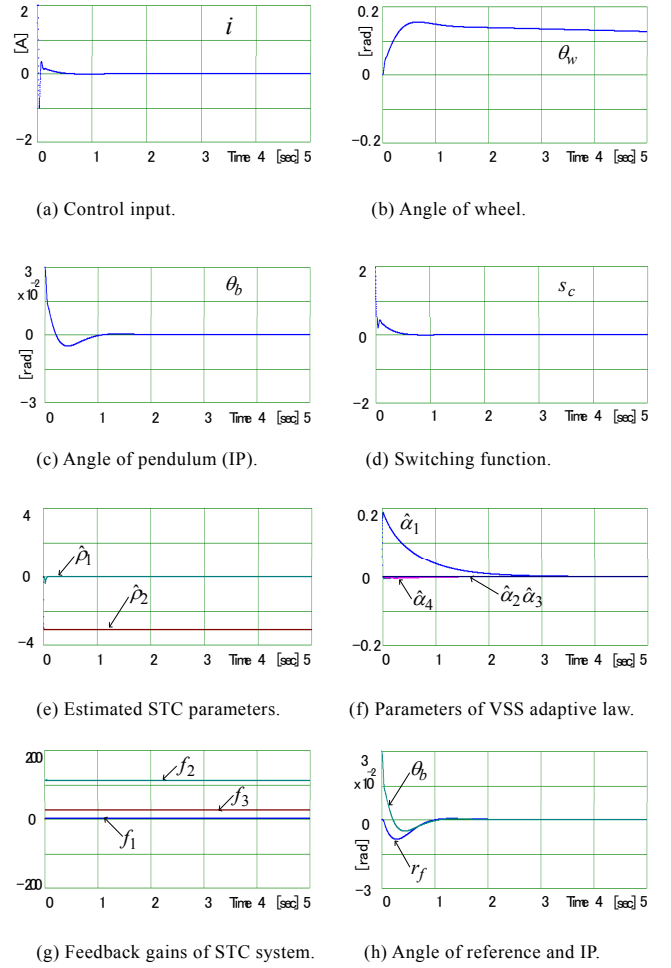 [A]
i
0
−2
0 1 2 3 Time 4 [sec] 5
(a) Control input.
0.2
[rad]
θw
0
−0.2
0 1 2 3 Time 4 [sec] 5
(b) Angle of wheel.
3
x10^-2
θb
0
[rad]
−3
0 1 2 3 Time 4 [sec] 5
(c) Angle of pendulum (IP).
2
sc
0
−2
0 1 2 3 Time 4 [sec] 5
(d) Switching function.
4
ρ̂1
0
ρ̂2
−4
0 1 2 3 Time 4 [sec] 5
(e) Estimated STC parameters.
0.2
α̂1
0
α̂4
α̂2 α̂3
−0.2
0 1 2 3 Time 4 [sec] 5
(f) Parameters of VSS adaptive law.
200
f2
f3
0
f1
−200
0 1 2 3 Time 4 [sec] 5
(g) Feedback gains of STC system.
3
x10^-2
θb
0
rf
[rad]
−3
0 1 2 3 Time 4 [sec] 5
(h) Angle of reference and IP.